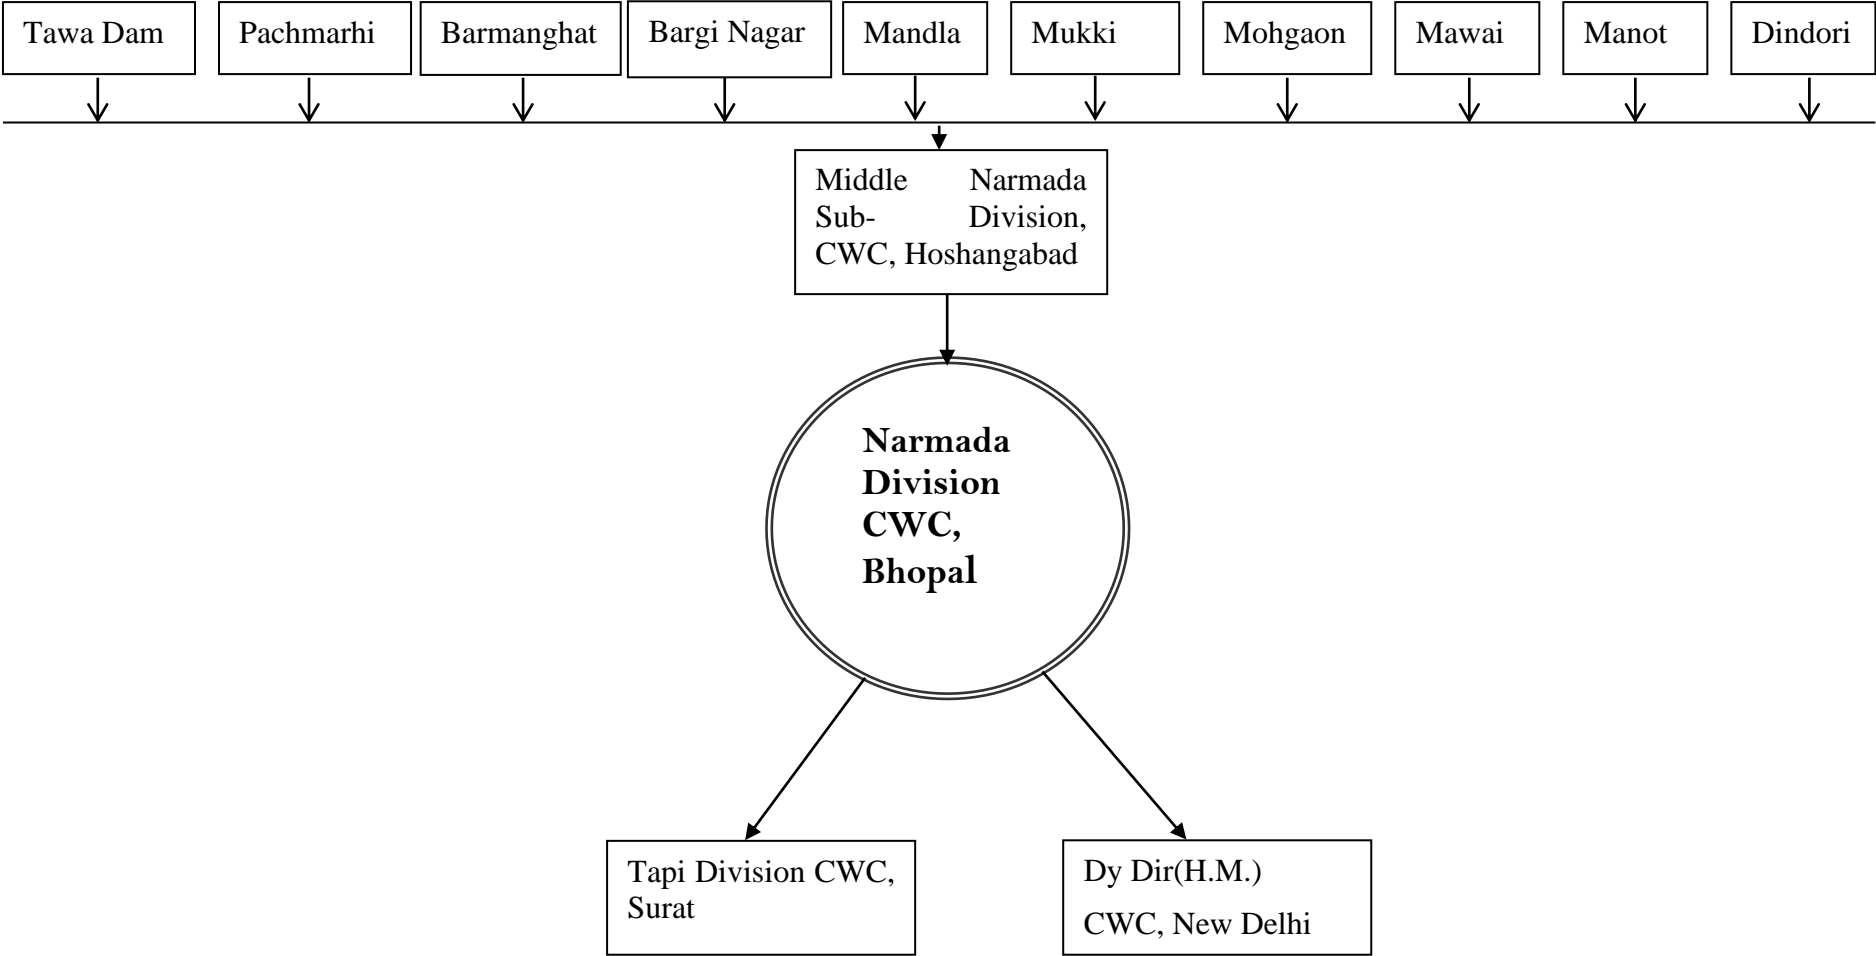 Tawa Dam
Pachmarhi
Barmanghat
Bargi Nagar
Mandla
Mukki
Mohgaon
Mawai
Manot
Dindori
Middle Narmada
Sub- Division,
CWC, Hoshangabad
Narmada
Division
CWC,
Bhopal
Tapi Division CWC,
Surat
Dy Dir(H.M.)
CWC, New Delhi